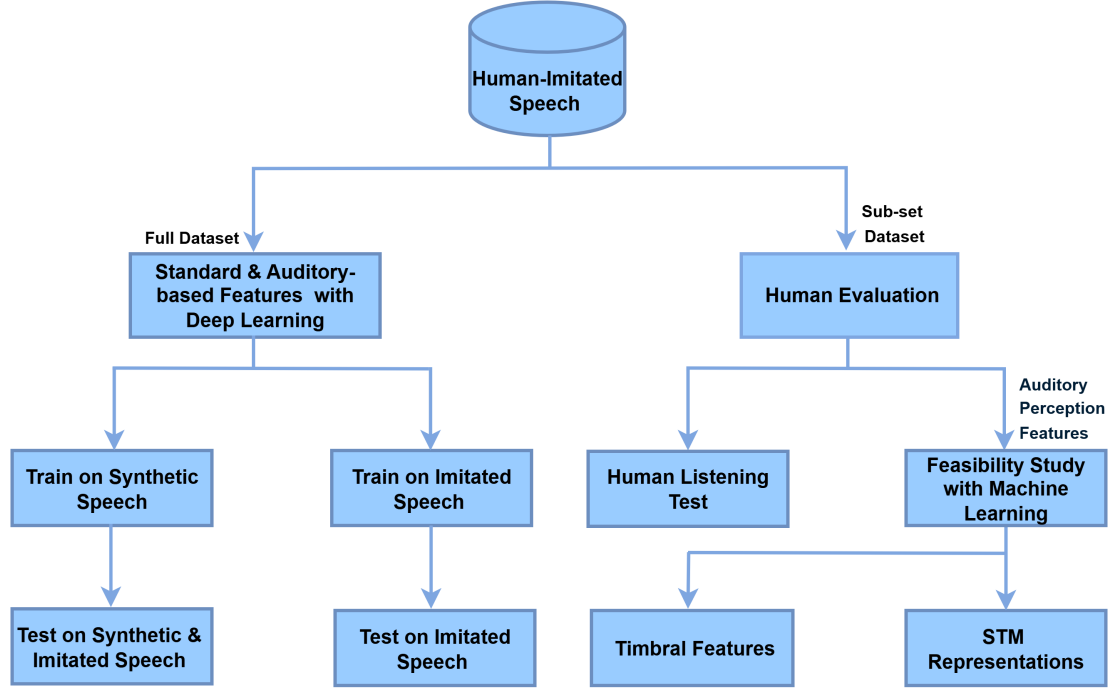 Human-Imitated
Speech
Full Dataset
Sub-set
Dataset
Standard & Auditory-
based Features with
Deep Learning
Human Evaluation
Auditory
Perception
Features
Train on Synthetic
Speech
Train on Imitated
Speech
Human Listening
Test
Feasibility Study
with Machine
Learning
Test on Synthetic &
Imitated Speech
Test on Imitated
Speech
Timbral Features
STM
Representations